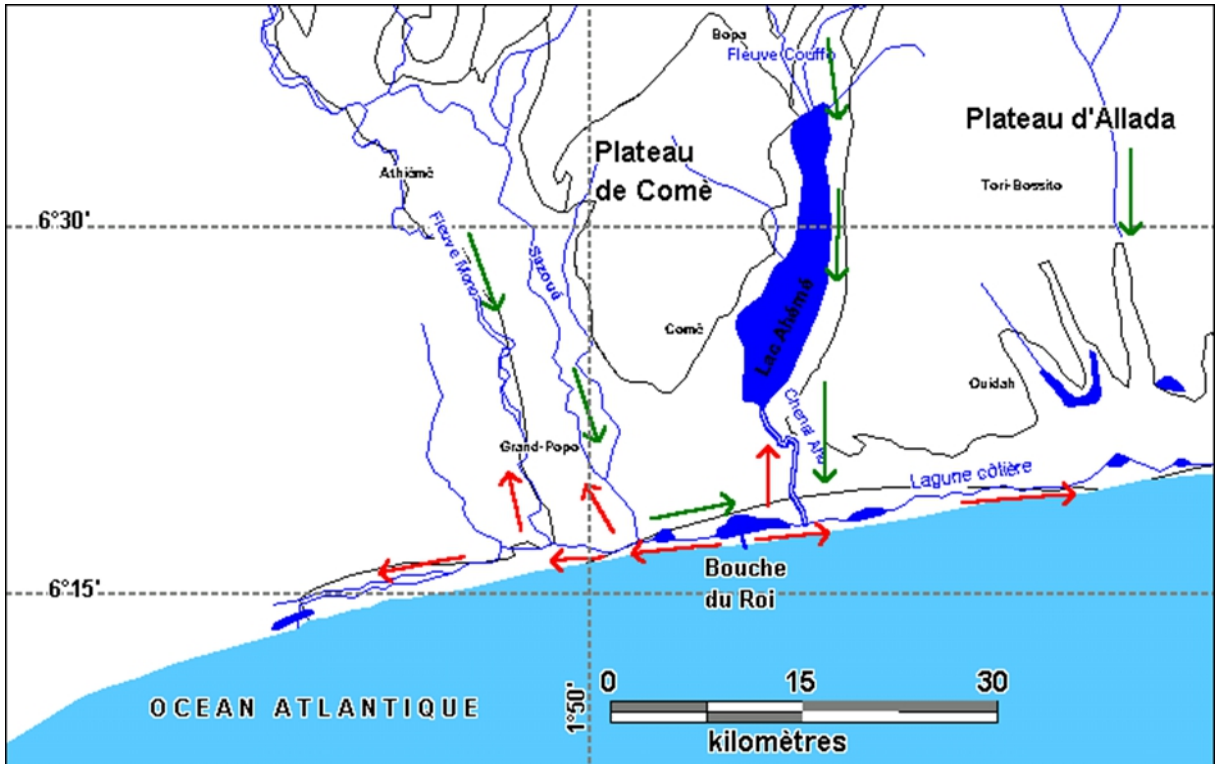 Bopa
Fleuve Couffo
Plateau d'Allada
Plateau
de Comè
Athiémè
Tori-Bossito
6°30'
Fleuve Mono
Sazoué
Lac Ahémé
Comè
Ouidah
Chenal Aho
Grand-Popo
Lagune côtière
6°15'
Bouche
du Roi
OCEAN ATLANTIQUE
1°50'
0 15 30
kilomètres